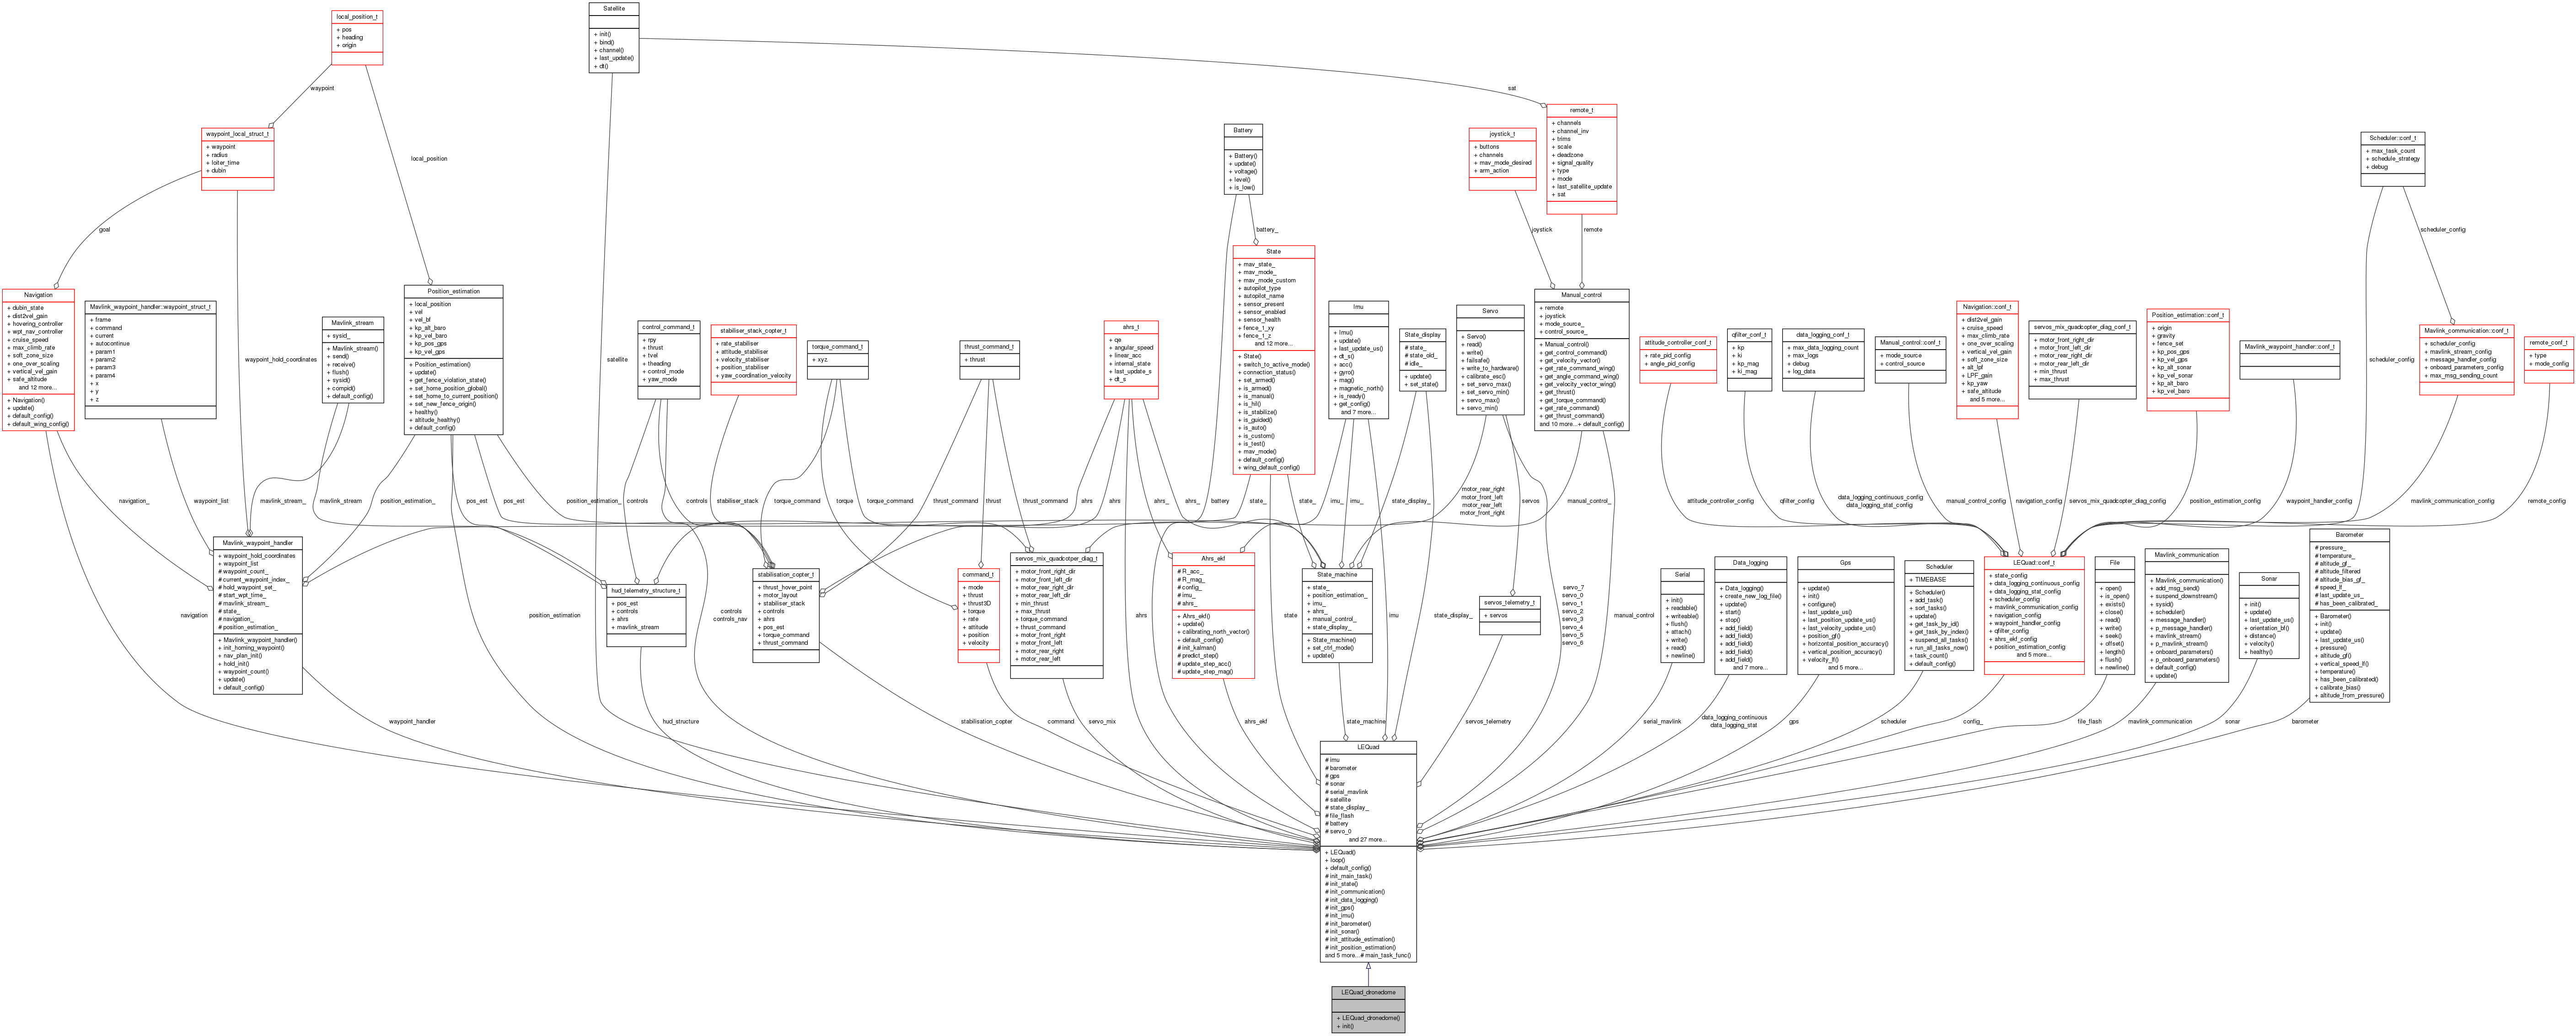 local_position_t
+ pos
+ heading
+ origin
Satellite
+ init()
+ bind()
+ channel()
+ last_update()
+ dt()
waypoint
sat
remote_t
+ channels
+ channel_inv
+ trims
+ scale
+ deadzone
+ signal_quality
+ type
+ mode
+ last_satellite_update
+ sat
waypoint_local_struct_t
+ waypoint
+ radius
+ loiter_time
+ dubin
local_position
Battery
+ Battery()
+ update()
+ voltage()
+ level()
+ is_low()
joystick_t
+ buttons
+ channels
+ mav_mode_desired
+ arm_action
Scheduler::conf_t
+ max_task_count
+ schedule_strategy
+ debug
goal
battery_
joystick
remote
scheduler_config
Navigation
+ dubin_state
+ dist2vel_gain
+ hovering_controller
+ wpt_nav_controller
+ cruise_speed
+ max_climb_rate
+ soft_zone_size
+ one_over_scaling
+ vertical_vel_gain
+ safe_altitude
and 12 more...
+ Navigation()
+ update()
+ default_config()
+ default_wing_config()
Mavlink_waypoint_handler::waypoint_struct_t
+ frame
+ command
+ current
+ autocontinue
+ param1
+ param2
+ param3
+ param4
+ x
+ y
+ z
waypoint_hold_coordinates
Mavlink_stream
+ sysid_
+ Mavlink_stream()
+ send()
+ receive()
+ flush()
+ sysid()
+ compid()
+ default_config()
Position_estimation
+ local_position
+ vel
+ vel_bf
+ kp_alt_baro
+ kp_vel_baro
+ kp_pos_gps
+ kp_vel_gps
+ Position_estimation()
+ update()
+ get_fence_violation_state()
+ set_home_position_global()
+ set_home_to_current_position()
+ set_new_fence_origin()
+ healthy()
+ altitude_healthy()
+ default_config()
satellite
control_command_t
+ rpy
+ thrust
+ tvel
+ theading
+ control_mode
+ yaw_mode
stabiliser_stack_copter_t
+ rate_stabiliser
+ attitude_stabiliser
+ velocity_stabiliser
+ position_stabiliser
+ yaw_coordination_velocity
torque_command_t
+ xyz
thrust_command_t
+ thrust
ahrs_t
+ qe
+ angular_speed
+ linear_acc
+ internal_state
+ last_update_s
+ dt_s
State
+ mav_state_
+ mav_mode_
+ mav_mode_custom
+ autopilot_type
+ autopilot_name
+ sensor_present
+ sensor_enabled
+ sensor_health
+ fence_1_xy
+ fence_1_z
and 12 more...
+ State()
+ switch_to_active_mode()
+ connection_status()
+ set_armed()
+ is_armed()
+ is_manual()
+ is_hil()
+ is_stabilize()
+ is_guided()
+ is_auto()
+ is_custom()
+ is_test()
+ mav_mode()
+ default_config()
+ wing_default_config()
Imu
+ Imu()
+ update()
+ last_update_us()
+ dt_s()
+ acc()
+ gyro()
+ mag()
+ magnetic_north()
+ is_ready()
+ get_config()
and 7 more...
State_display
# state_
# state_old_
# idle_
+ update()
+ set_state()
Servo
+ Servo()
+ read()
+ write()
+ failsafe()
+ write_to_hardware()
+ calibrate_esc()
+ set_servo_max()
+ set_servo_min()
+ servo_max()
+ servo_min()
Manual_control
+ remote
+ joystick
+ mode_source_
+ control_source_
+ Manual_control()
+ get_control_command()
+ get_velocity_vector()
+ get_rate_command_wing()
+ get_angle_command_wing()
+ get_velocity_vector_wing()
+ get_thrust()
+ get_torque_command()
+ get_rate_command()
+ get_thrust_command()
and 10 more...+ default_config()
attitude_controller_conf_t
+ rate_pid_config
+ angle_pid_config
qfilter_conf_t
+ kp
+ ki
+ kp_mag
+ ki_mag
data_logging_conf_t
+ max_data_logging_count
+ max_logs
+ debug
+ log_data
Manual_control::conf_t
+ mode_source
+ control_source
Navigation::conf_t
+ dist2vel_gain
+ cruise_speed
+ max_climb_rate
+ one_over_scaling
+ vertical_vel_gain
+ soft_zone_size
+ alt_lpf
+ LPF_gain
+ kp_yaw
+ safe_altitude
and 5 more...
servos_mix_quadcopter_diag_conf_t
+ motor_front_right_dir
+ motor_front_left_dir
+ motor_rear_right_dir
+ motor_rear_left_dir
+ min_thrust
+ max_thrust
Position_estimation::conf_t
+ origin
+ gravity
+ fence_set
+ kp_pos_gps
+ kp_vel_gps
+ kp_alt_sonar
+ kp_vel_sonar
+ kp_alt_baro
+ kp_vel_baro
Mavlink_waypoint_handler::conf_t
scheduler_config
Mavlink_communication::conf_t
+ scheduler_config
+ mavlink_stream_config
+ message_handler_config
+ onboard_parameters_config
+ max_msg_sending_count
remote_conf_t
+ type
+ mode_config
navigation_
waypoint_list
mavlink_stream_
mavlink_stream
position_estimation_
pos_est
pos_est
position_estimation_
controls
controls
stabiliser_stack
torque_command
torque
torque_command
thrust_command
thrust
thrust_command
ahrs
ahrs
ahrs_
ahrs_
battery
state_
state_
imu_
imu_
state_display_
motor_rear_right
motor_front_left
motor_rear_left
motor_front_right
servos
manual_control_
attitude_controller_config
qfilter_config
data_logging_continuous_config
data_logging_stat_config
manual_control_config
navigation_config
servos_mix_quadcopter_diag_config
position_estimation_config
waypoint_handler_config
mavlink_communication_config
remote_config
Mavlink_waypoint_handler
+ waypoint_hold_coordinates
+ waypoint_list
# waypoint_count_
# current_waypoint_index_
# hold_waypoint_set_
# start_wpt_time_
# mavlink_stream_
# state_
# navigation_
# position_estimation_
+ Mavlink_waypoint_handler()
+ init_homing_waypoint()
+ nav_plan_init()
+ hold_init()
+ waypoint_count()
+ update()
+ default_config()
hud_telemetry_structure_t
+ pos_est
+ controls
+ ahrs
+ mavlink_stream
stabilisation_copter_t
+ thrust_hover_point
+ motor_layout
+ stabiliser_stack
+ controls
+ ahrs
+ pos_est
+ torque_command
+ thrust_command
command_t
+ mode
+ thrust
+ thrust3D
+ torque
+ rate
+ attitude
+ position
+ velocity
servos_mix_quadcotper_diag_t
+ motor_front_right_dir
+ motor_front_left_dir
+ motor_rear_right_dir
+ motor_rear_left_dir
+ min_thrust
+ max_thrust
+ torque_command
+ thrust_command
+ motor_front_right
+ motor_front_left
+ motor_rear_right
+ motor_rear_left
Ahrs_ekf
# R_acc_
# R_mag_
# config_
# imu_
# ahrs_
+ Ahrs_ekf()
+ update()
+ calibrating_north_vector()
+ default_config()
# init_kalman()
# predict_step()
# update_step_acc()
# update_step_mag()
State_machine
+ state_
+ position_estimation_
+ imu_
+ ahrs_
+ manual_control_
+ state_display_
+ State_machine()
+ set_ctrl_mode()
+ update()
servos_telemetry_t
+ servos
servo_7
servo_0
servo_1
servo_2
servo_3
servo_4
servo_5
servo_6
Serial
+ init()
+ readable()
+ writeable()
+ flush()
+ attach()
+ write()
+ read()
+ newline()
Data_logging
+ Data_logging()
+ create_new_log_file()
+ update()
+ start()
+ stop()
+ add_field()
+ add_field()
+ add_field()
+ add_field()
+ add_field()
and 7 more...
Gps
+ update()
+ init()
+ configure()
+ last_update_us()
+ last_position_update_us()
+ last_velocity_update_us()
+ position_gf()
+ horizontal_position_accuracy()
+ vertical_position_accuracy()
+ velocity_lf()
and 5 more...
Scheduler
+ TIMEBASE
+ Scheduler()
+ add_task()
+ sort_tasks()
+ update()
+ get_task_by_id()
+ get_task_by_index()
+ suspend_all_tasks()
+ run_all_tasks_now()
+ task_count()
+ default_config()
LEQuad::conf_t
+ state_config
+ data_logging_continuous_config
+ data_logging_stat_config
+ scheduler_config
+ mavlink_communication_config
+ navigation_config
+ waypoint_handler_config
+ qfilter_config
+ ahrs_ekf_config
+ position_estimation_config
and 5 more...
File
+ open()
+ is_open()
+ exists()
+ close()
+ read()
+ write()
+ seek()
+ offset()
+ length()
+ flush()
+ newline()
Mavlink_communication
+ Mavlink_communication()
+ add_msg_send()
+ suspend_downstream()
+ sysid()
+ scheduler()
+ message_handler()
+ p_message_handler()
+ mavlink_stream()
+ onboard_parameters()
+ p_onboard_parameters()
+ default_config()
+ update()
Sonar
+ init()
+ update()
+ last_update_us()
+ orientation_bf()
+ distance()
+ velocity()
+ healthy()
Barometer
# pressure_
# temperature_
# altitude_gf_
# altitude_filtered
# altitude_bias_gf_
# speed_lf_
# last_update_us_
# has_been_calibrated_
+ Barometer()
+ init()
+ update()
+ last_update_us()
+ pressure()
+ altitude_gf()
+ vertical_speed_lf()
+ temperature()
+ has_been_calibrated()
+ calibrate_bias()
+ altitude_from_pressure()
navigation
waypoint_handler
position_estimation
hud_structure
controls
controls_nav
stabilisation_copter
command
servo_mix
ahrs
ahrs_ekf
state
state_machine
imu
state_display_
servos_telemetry
manual_control
serial_mavlink
data_logging_continuous
data_logging_stat
gps
scheduler
config_
file_flash
mavlink_communication
sonar
barometer
LEQuad
# imu
# barometer
# gps
# sonar
# serial_mavlink
# satellite
# state_display_
# file_flash
# battery
# servo_0
and 27 more...
+ LEQuad()
+ loop()
+ default_config()
# init_main_task()
# init_state()
# init_communication()
# init_data_logging()
# init_gps()
# init_imu()
# init_barometer()
# init_sonar()
# init_attitude_estimation()
# init_position_estimation()
and 5 more...# main_task_func()
LEQuad_dronedome
+ LEQuad_dronedome()
+ init()